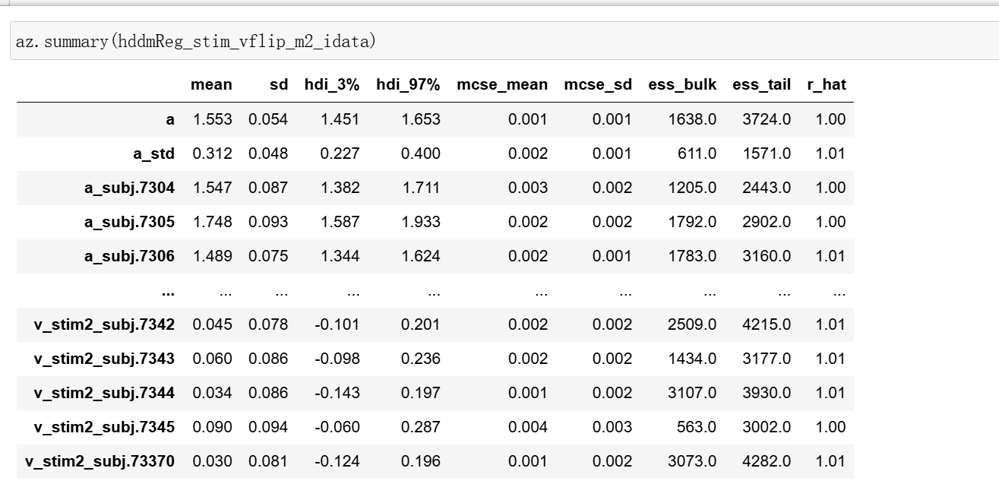 az.summary(hddmReg_stim_vflip_m2_idata)
mean sd hdi_3% hdi_97% mcse_mean mcse_sd ess_bulk ess_tail r_hat
a 1.553 0.054 1.451 1.653 0.001 0.001 1638.0 3724.0 1.00
a_std 0.312 0.048 0.227 0.400 0.002 0.001 611.0 1571.0 1.01
a_subj.7304 1.547 0.087 1.382 1.711 0.003 0.002 1205.0 2443.0 1.00
a_subj.7305 1.748 0.093 1.587 1.933 0.002 0.002 1792.0 2902.0 1.00
a_subj.7306 1.489 0.075 1.344 1.624 0.002 0.001 1783.0 3160.0 1.01
... ... ... ... ... ... ... ... ... ...
v_stim2_subj.7342 0.045 0.078 -0.101 0.201 0.002 0.002 2509.0 4215.0 1.01
v_stim2_subj.7343 0.060 0.086 -0.098 0.236 0.002 0.002 1434.0 3177.0 1.01
v_stim2_subj.7344 0.034 0.086 -0.143 0.197 0.001 0.002 3107.0 3930.0 1.01
v_stim2_subj.7345 0.090 0.094 -0.060 0.287 0.004 0.003 563.0 3002.0 1.00
v_stim2_subj.73370 0.030 0.081 -0.124 0.196 0.001 0.002 3073.0 4282.0 1.01